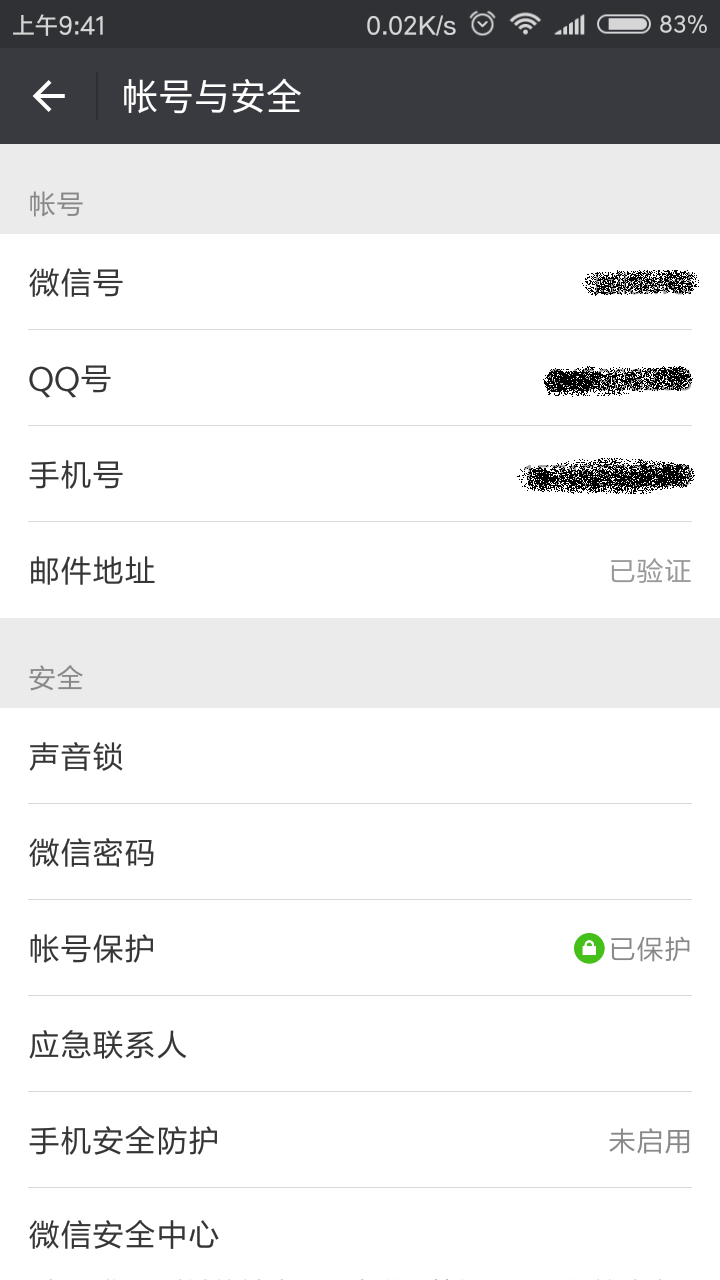 上午9:41 0.02K/s 83%
帐号与安全
帐号
微信号
QQ号
手机号
邮件地址 已验证
安全
声音锁
微信密码
帐号保护 已保护
应急联系人
手机安全防护 未启用
微信安全中心